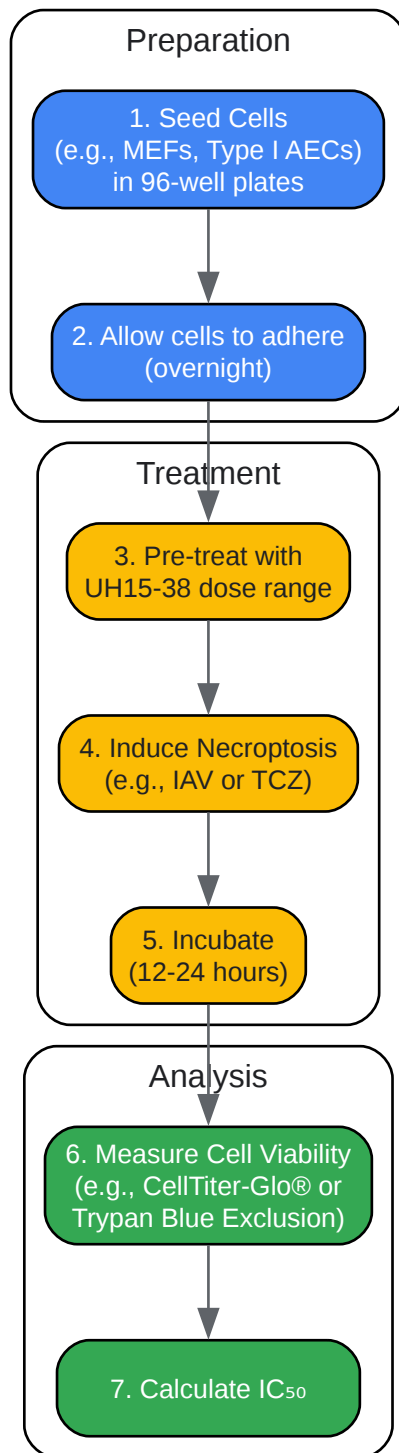 Preparation
1. Seed Cells
(e.g., MEFs, Type I AECs)
in 96-well plates
2. Allow cells to adhere
(overnight)
Treatment
3. Pre-treat with
UH15-38 dose range
4. Induce Necroptosis
(e.g., IAV or TCZ)
5. Incubate
(12-24 hours)
Analysis
6. Measure Cell Viability
(e.g., CellTiter-Glo® or
Trypan Blue Exclusion)
7. Calculate IC₅₀